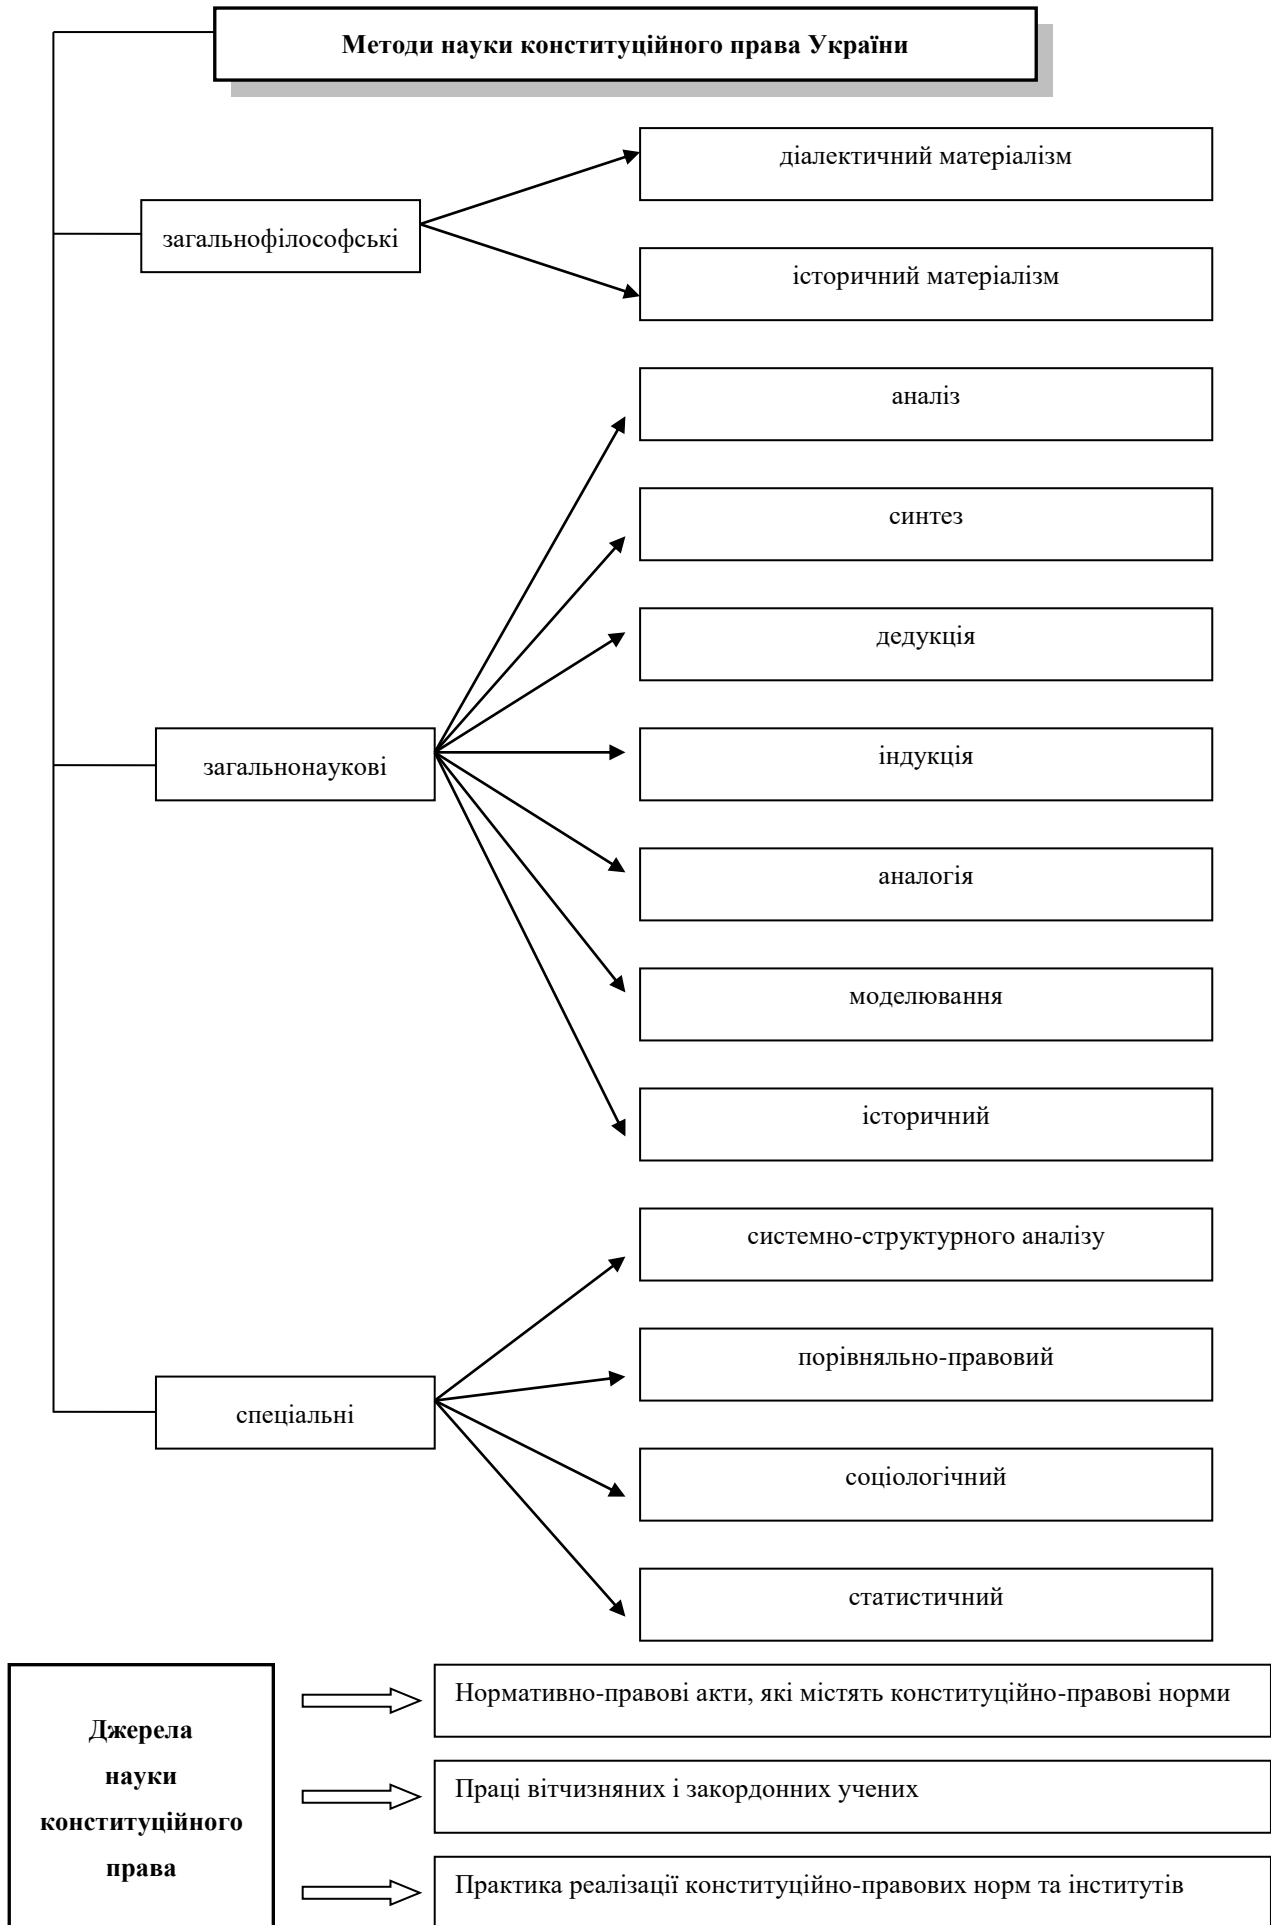 Методи науки конституційного права України
діалектичний матеріалізм
загальнофілософські
історичний матеріалізм
аналіз
синтез
дедукція
загальнонаукові
індукція
аналогія
моделювання
історичний
системно-структурного аналізу
порівняльно-правовий
спеціальні
соціологічний
статистичний
Джерела
науки
конституційного
права
Нормативно-правові акти, які містять конституційно-правові норми
Праці вітчизняних і закордонних учених
Практика реалізації конституційно-правових норм та інститутів